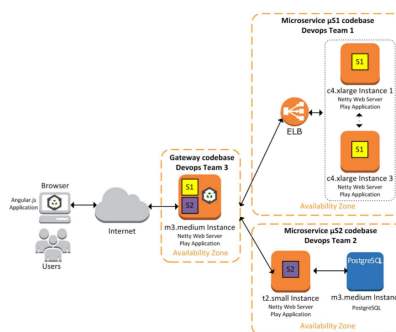 Microservice µS1 codebase
Devops Team 1
S1
c4.xlarge Instance 1
Netty Web Server
Play Application
ELB
S1
c4.xlarge Instance 3
Netty Web Server
Play Application
Availability Zone
Gateway codebase
Devops Team 3
S1
S2
m3.medium Instance
Netty Web Server
Play Application
Availability Zone
Browser
Angular.js
Application
Users
Internet
Microservice µS2 codebase
Devops Team 2
S2
t2.small Instance
Netty Web Server
Play Application
PostgreSQL
m3.medium Instance
PostgreSQL
Availability Zone